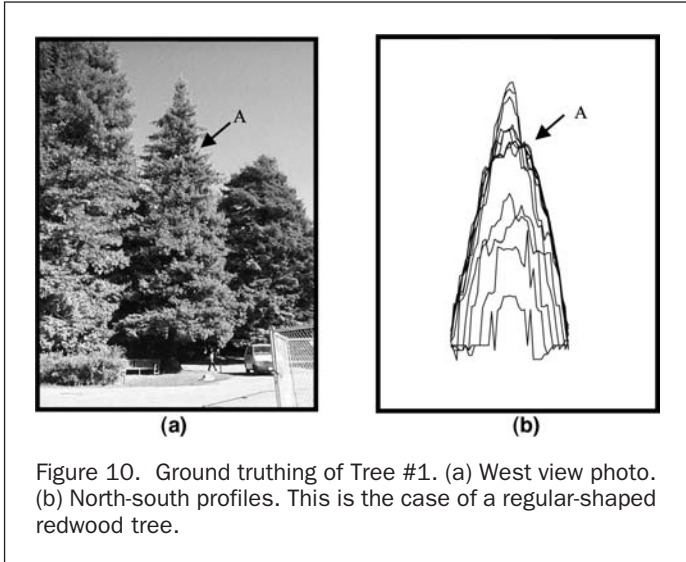 A
A
(a)
(b)
Figure 10. Ground truthing of Tree #1. (a) West view photo.
(b) North-south profiles. This is the case of a regular-shaped
redwood tree.